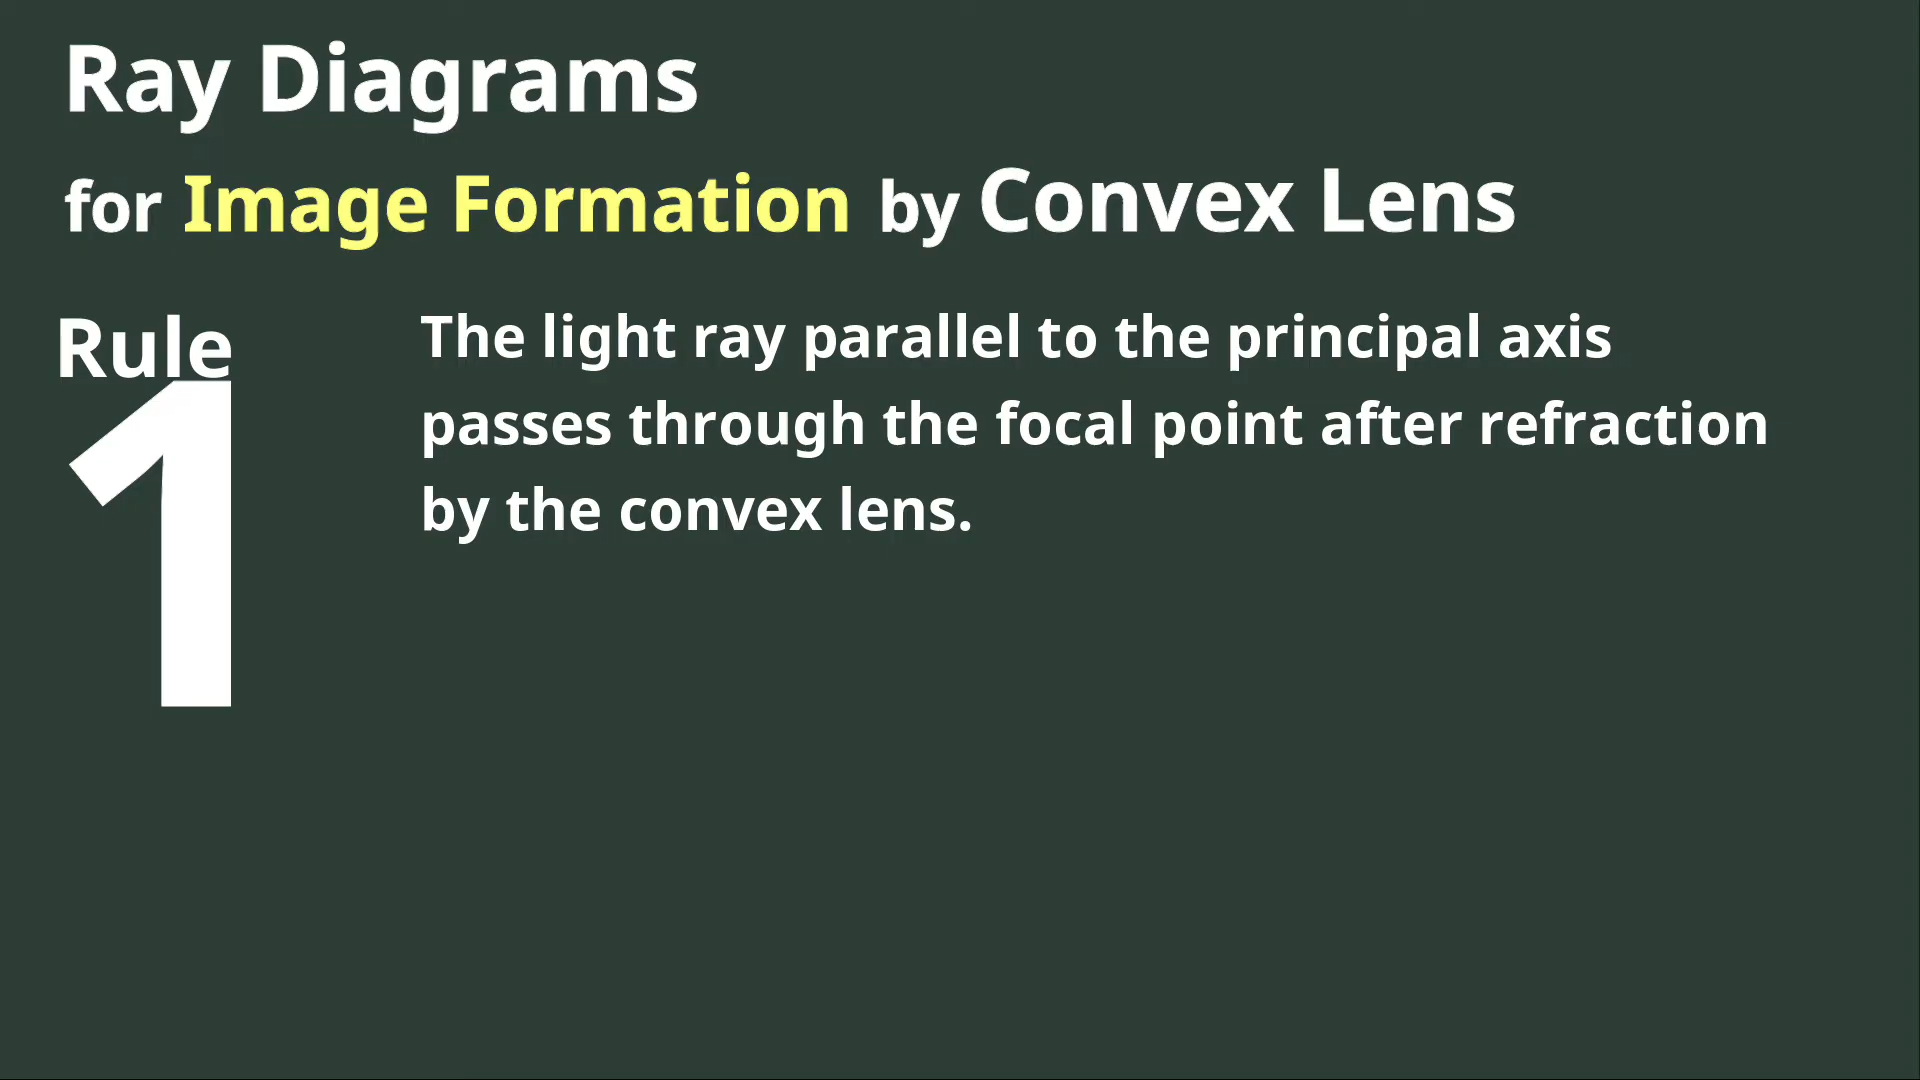 Ray Diagrams
for Image Formation by Convex Lens
Rule
1
The light ray parallel to the principal axis
passes through the focal point after refraction
by the convex lens.